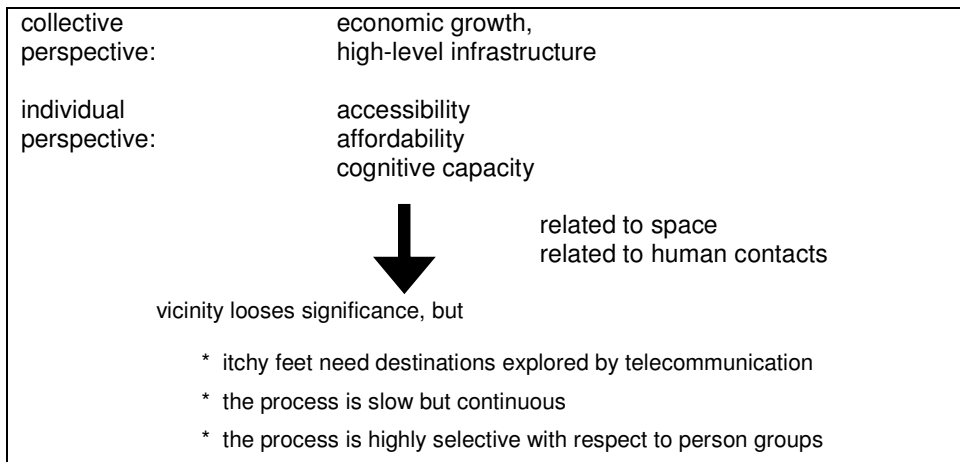 collective economic growth,
perspective: high-level infrastructure
individual accessibility
perspective: affordability
cognitive capacity
related to space
related to human contacts
vicinity looses significance, but
* itchy feet need destinations explored by telecommunication
* the process is slow but continuous
* the process is highly selective with respect to person groups